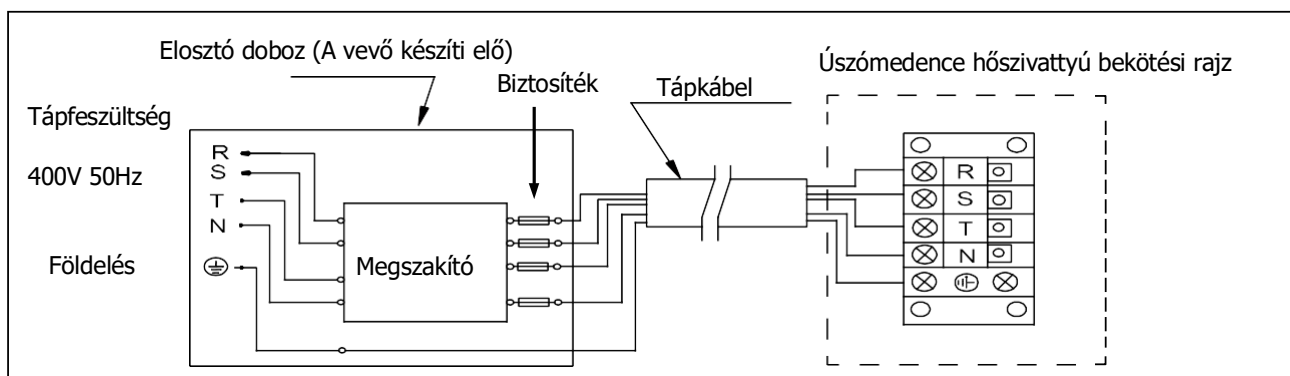 Elosztó doboz (A vevő készíti elő)
Úszómedence hőszivattyú bekötési rajz
Biztosíték
Tápkábel
Tápfeszültség
400V 50Hz
Földelés
R
S
T
N
Megszakító
R
S
T
N